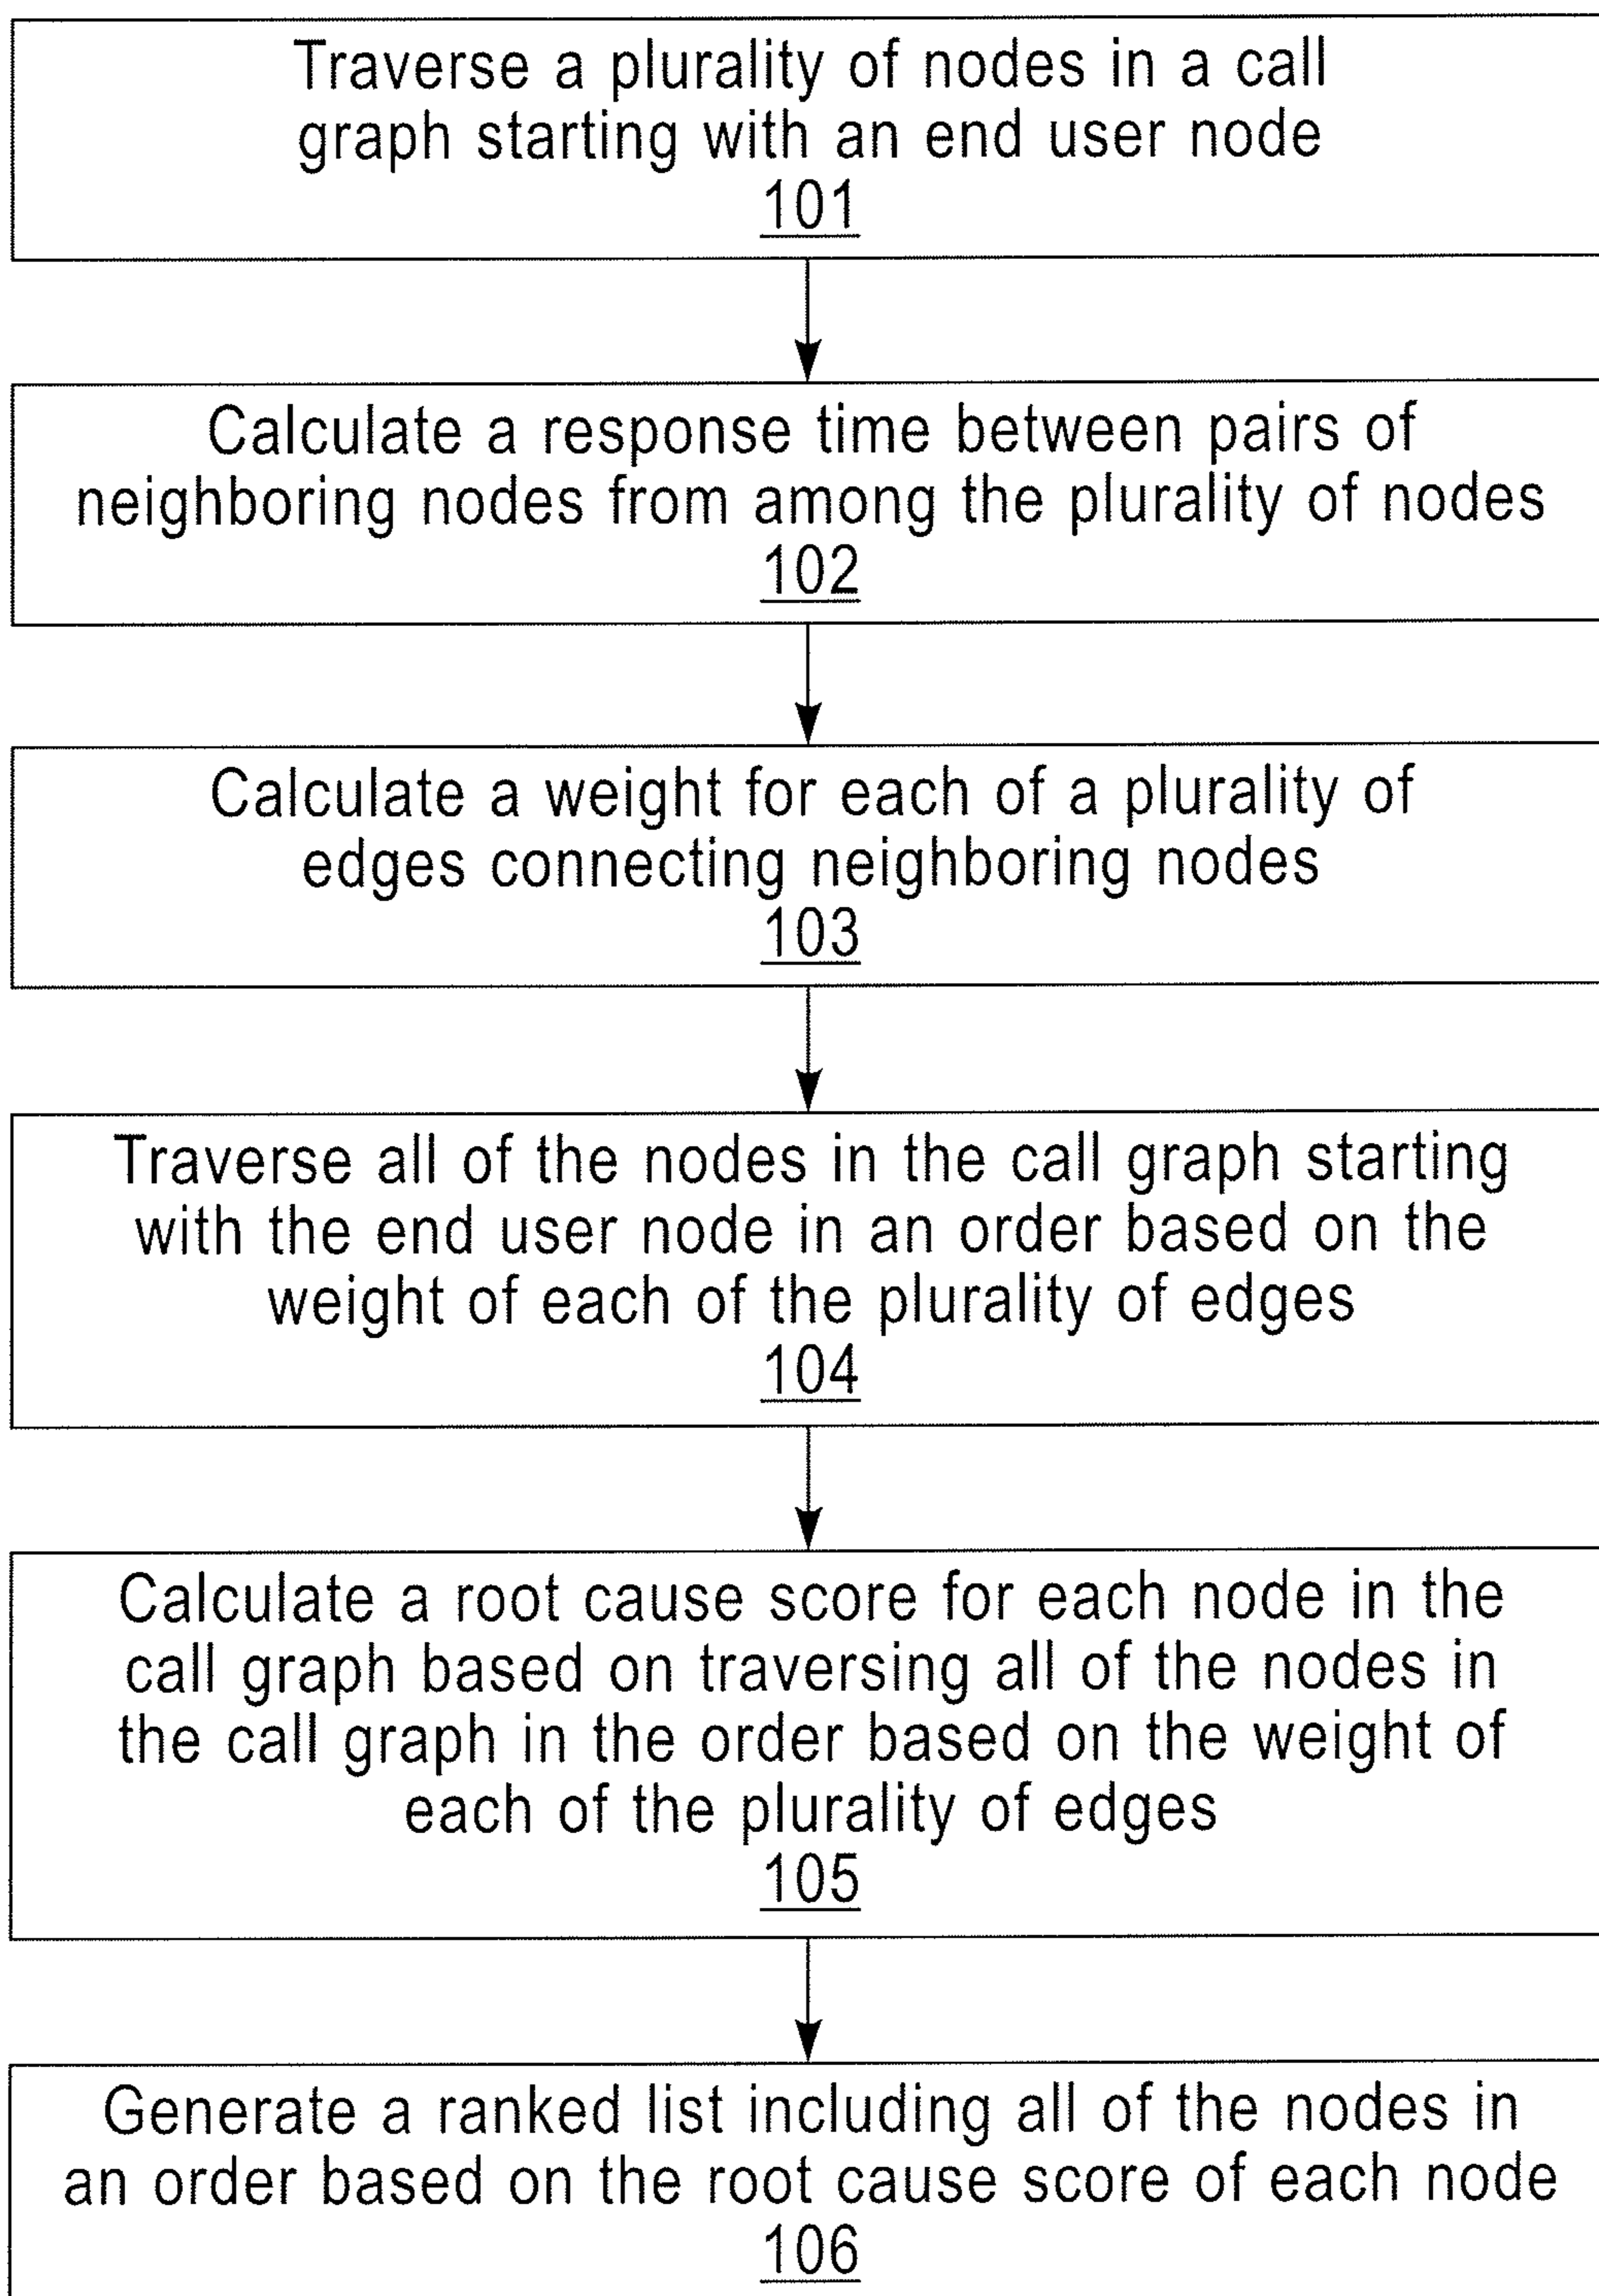 Traverse a plurality of nodes in a call
graph starting with an end user node
101
Calculate a response time between pairs of
neighboring nodes from among the plurality of nodes
102
Calculate a weight for each of a plurality of
edges connecting neighboring nodes
103
Traverse all of the nodes in the call graph starting
with the end user node in an order based on the
weight of each of the plurality of edges
104
Calculate a root cause score for each node in the
call graph based on traversing all of the nodes in
the call graph in the order based on the weight of
each of the plurality of edges
105
Generate a ranked list including all of the nodes in
an order based on the root cause score of each node
106